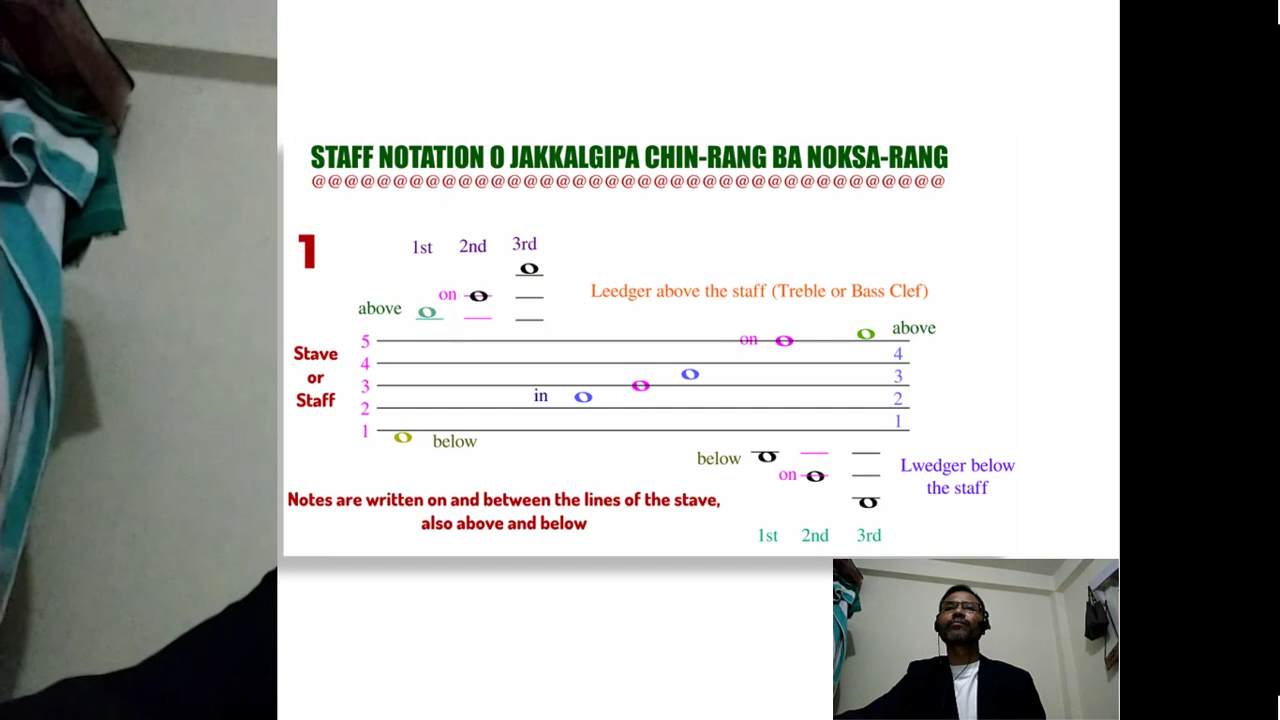 STAFF NOTATION O JAKKALGIPA CHIN-RANG BA NOKSA-RANG
@@@@@@@@@@@@@@@@@@@@@@@@@@@@@@@@@@@@@@@
1
1st 2nd 3rd
on
above
Leedger above the staff (Treble or Bass Clef)
on
above
Stave
or
Staff
5
4
3
2
1
in
4
3
2
1
below
below
on
Lwedger below
the staff
Notes are written on and between the lines of the stave,
also above and below
1st 2nd 3rd